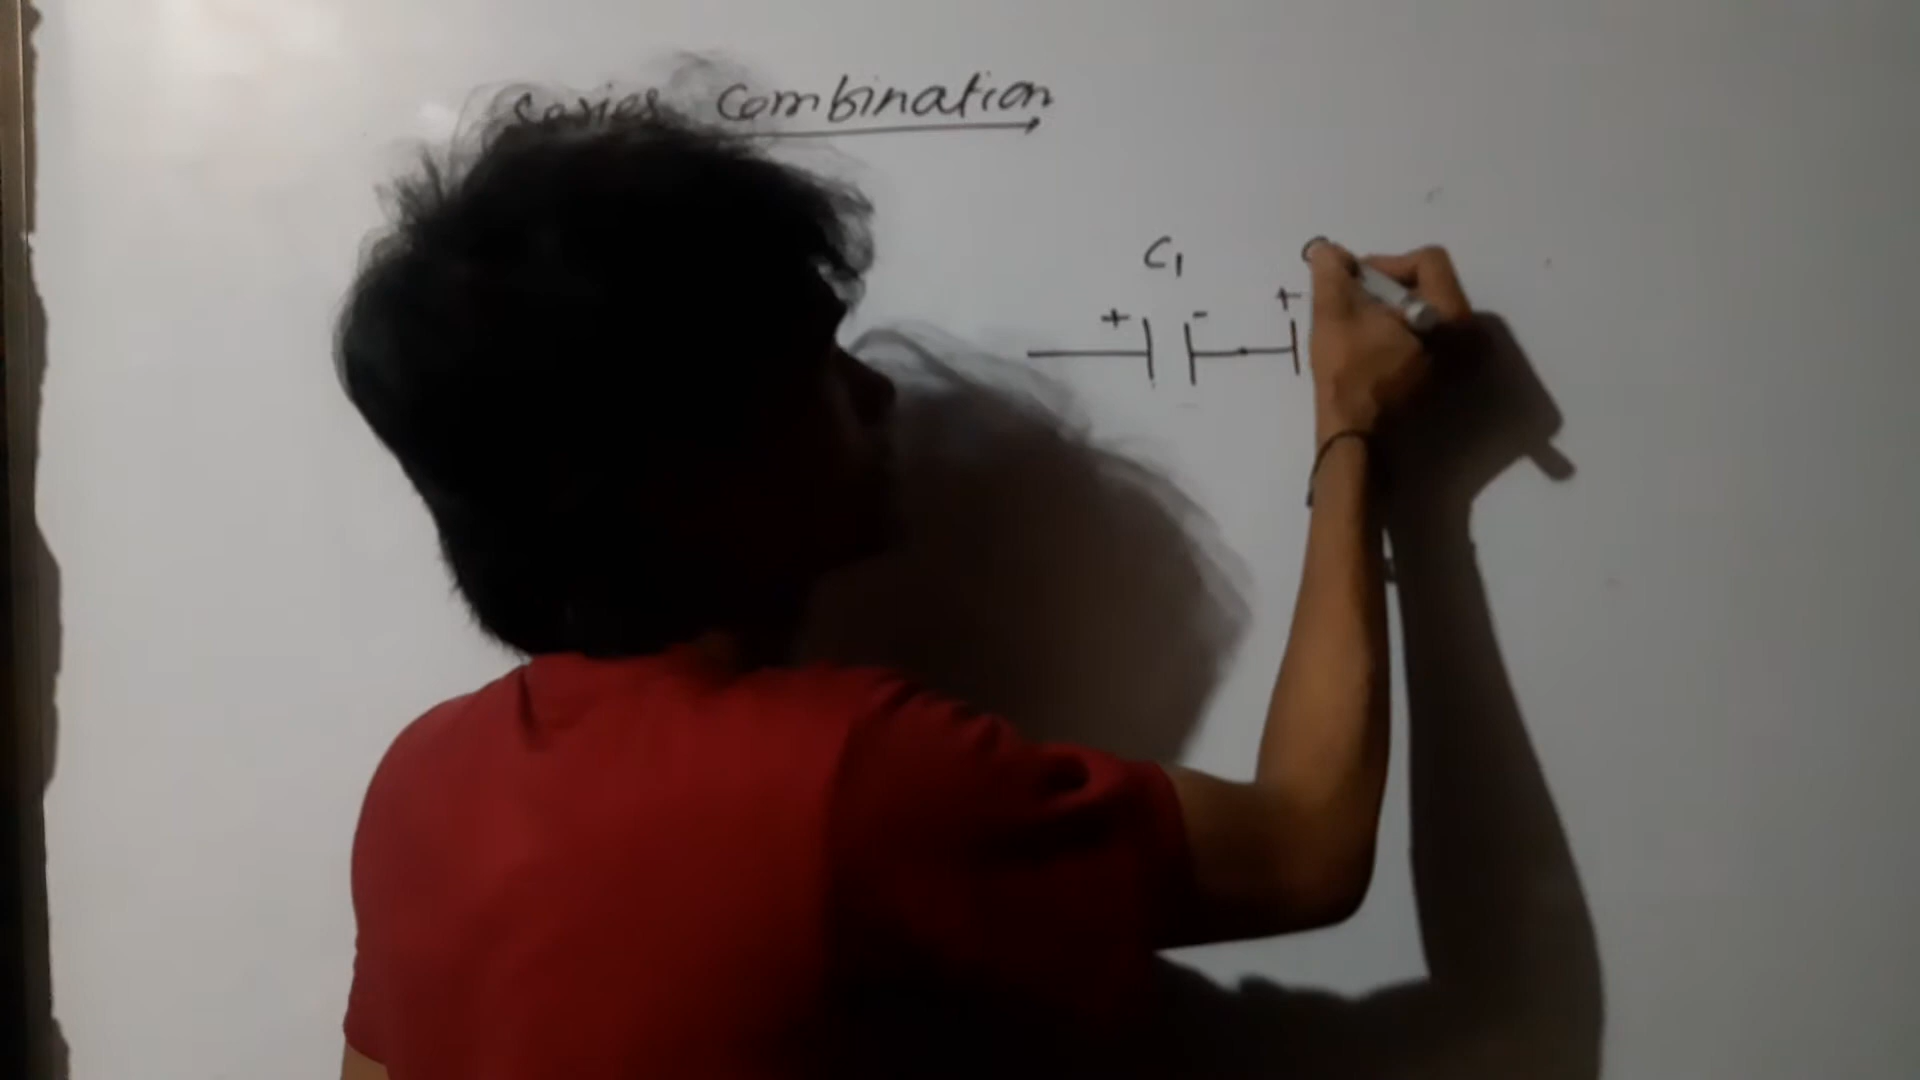 Series Combination
C1
+ - +
C